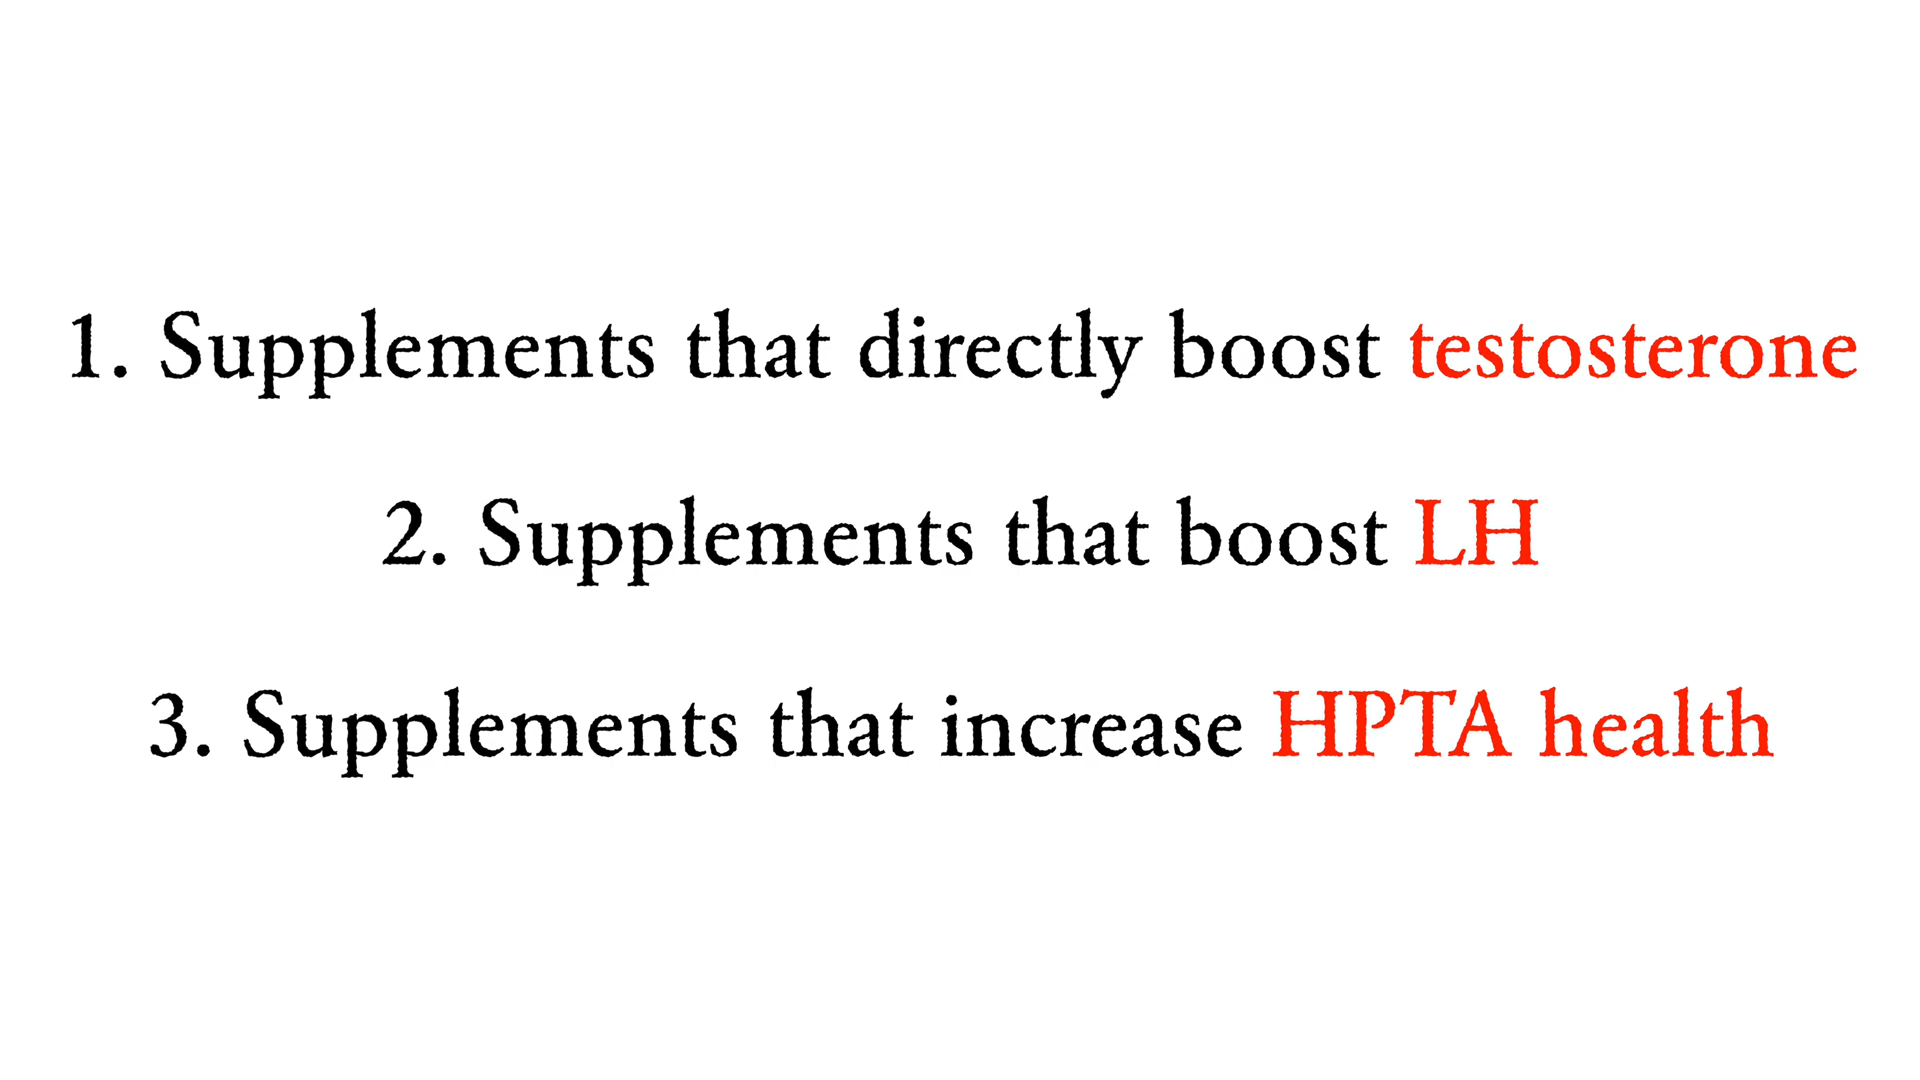 1. Supplements that directly boost testosterone
2. Supplements that boost LH
3. Supplements that increase HPTA health